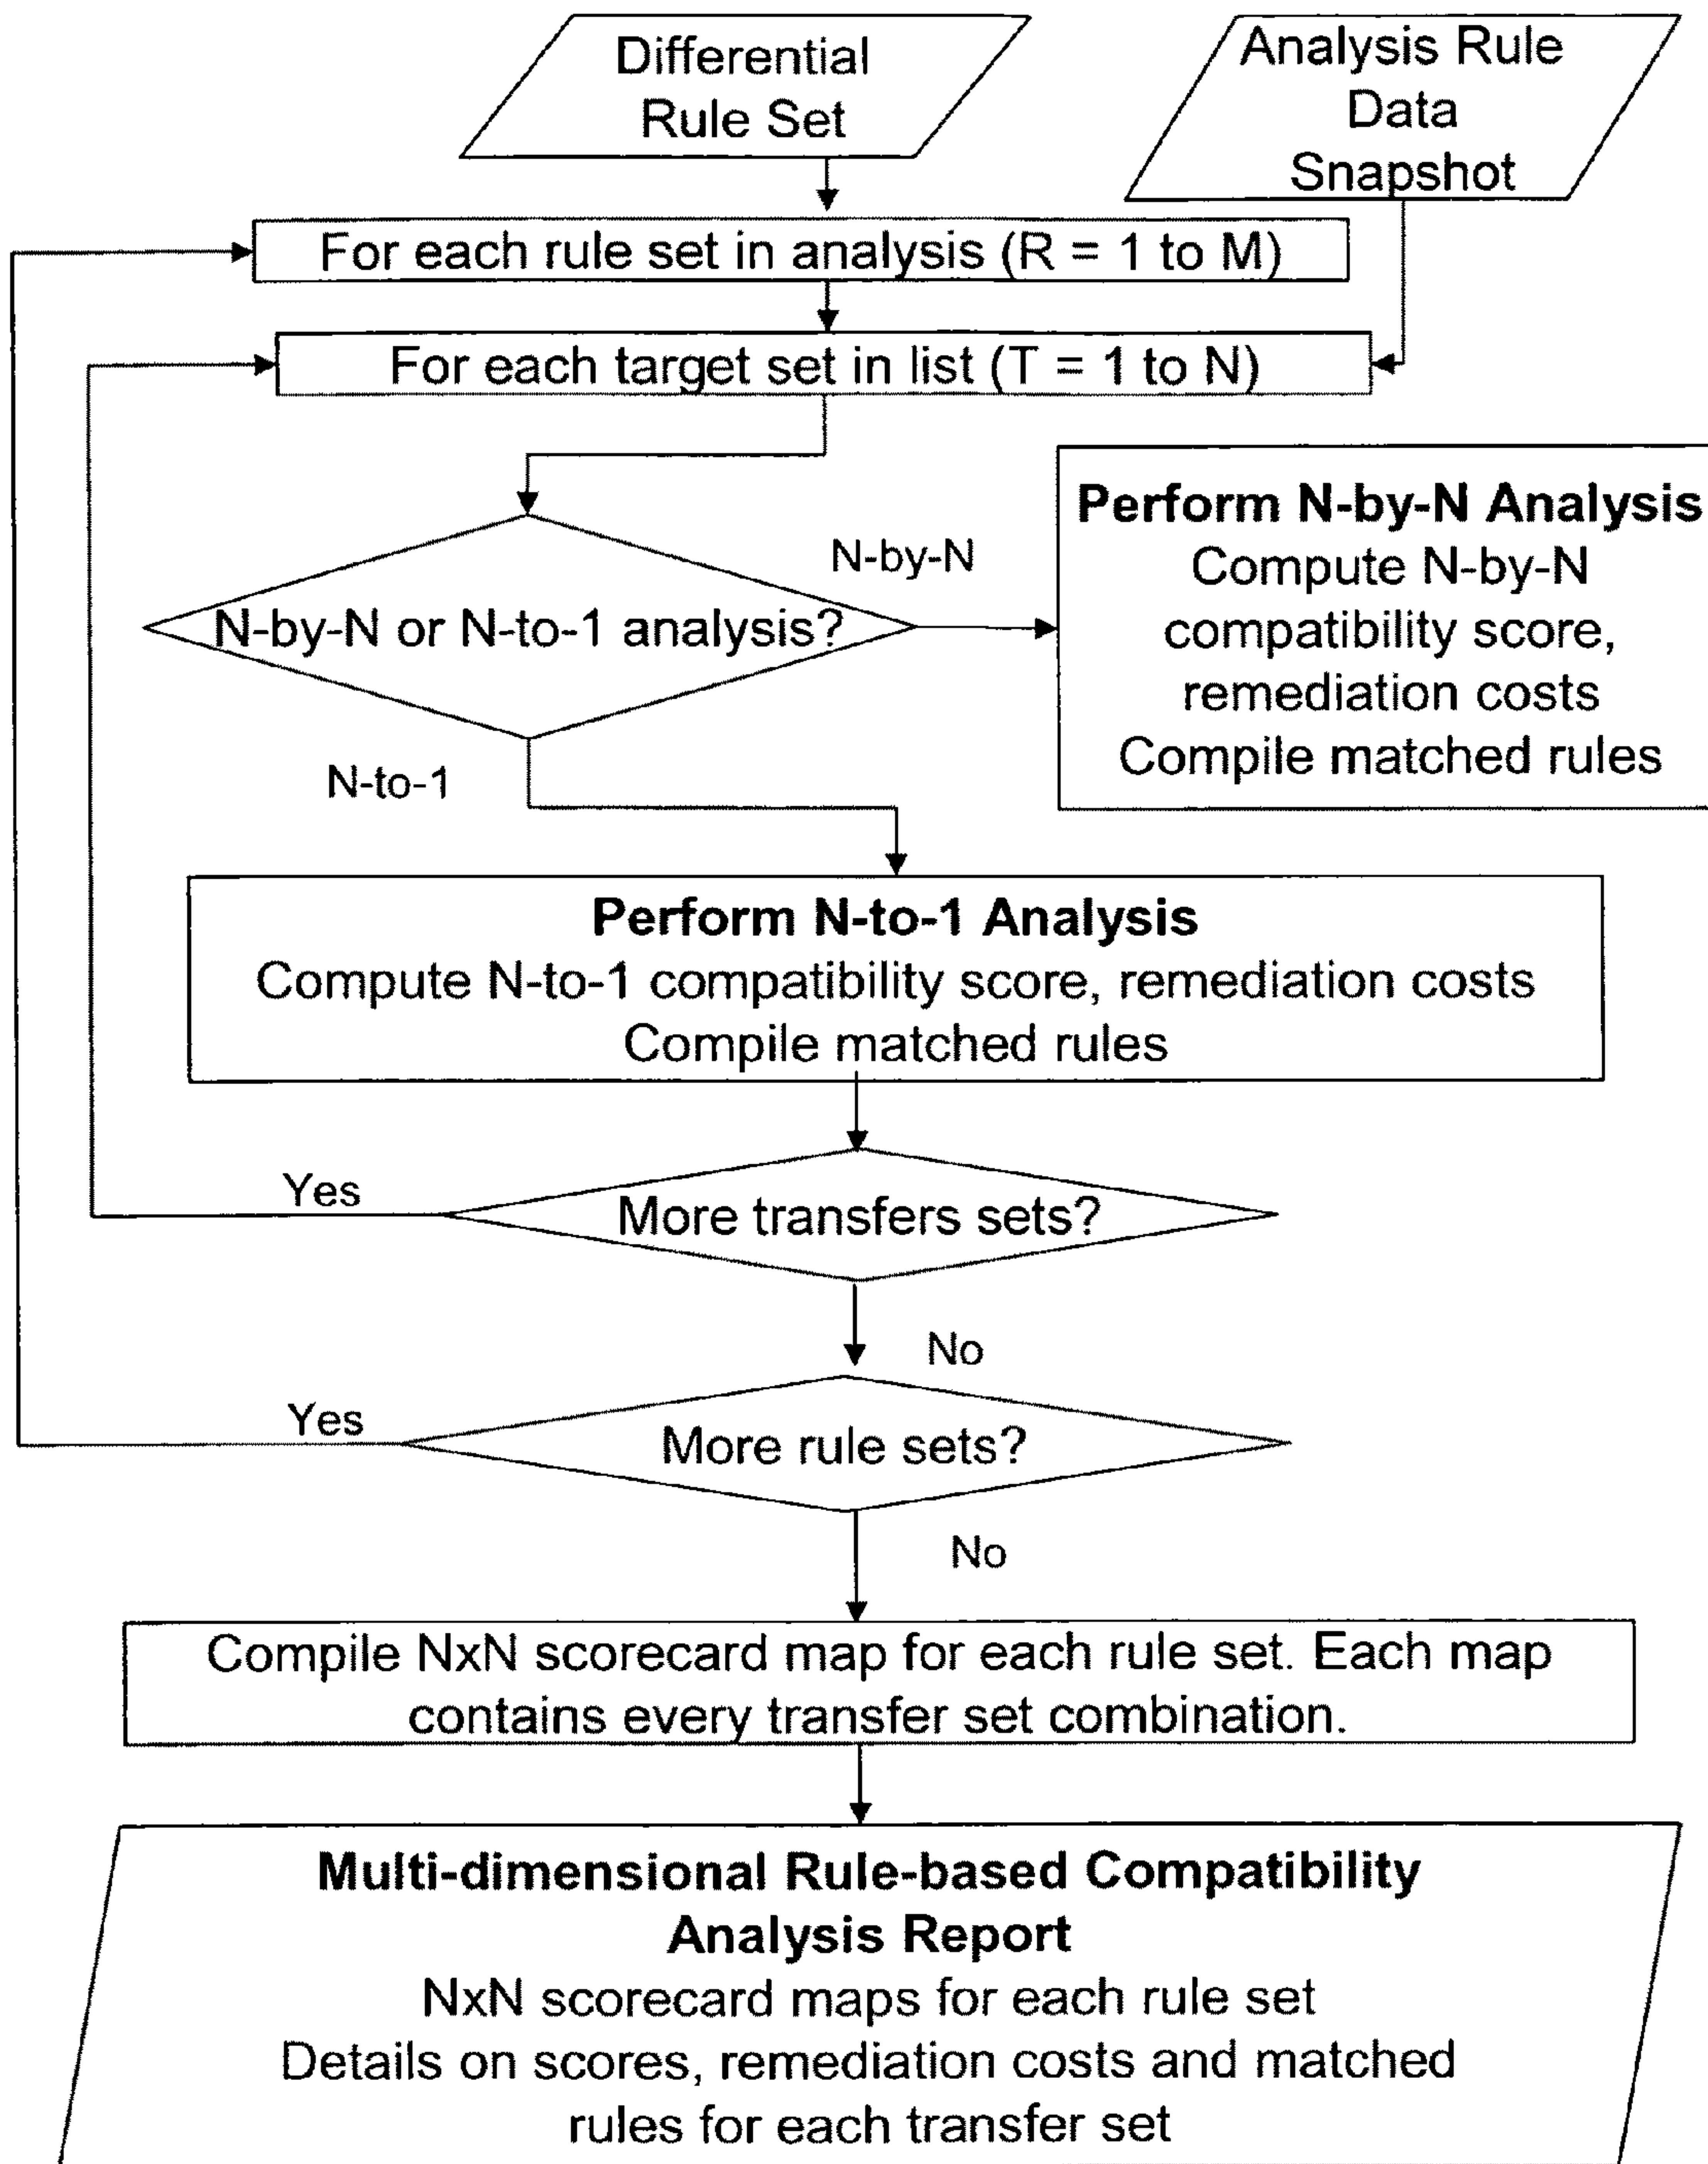 Differential
Rule Set
Analysis Rule
Data
Snapshot
For each rule set in analysis (R = 1 to M)
For each target set in list (T = 1 to N)
N-by-N or N-to-1 analysis?
N-by-N
Perform N-by-N Analysis
Compute N-by-N
compatibility score,
remediation costs
Compile matched rules
N-to-1
Perform N-to-1 Analysis
Compute N-to-1 compatibility score, remediation costs
Compile matched rules
Yes
More transfers sets?
No
Yes
More rule sets?
No
Compile NxN scorecard map for each rule set. Each map
contains every transfer set combination.
Multi-dimensional Rule-based Compatibility
Analysis Report
NxN scorecard maps for each rule set
Details on scores, remediation costs and matched
rules for each transfer set